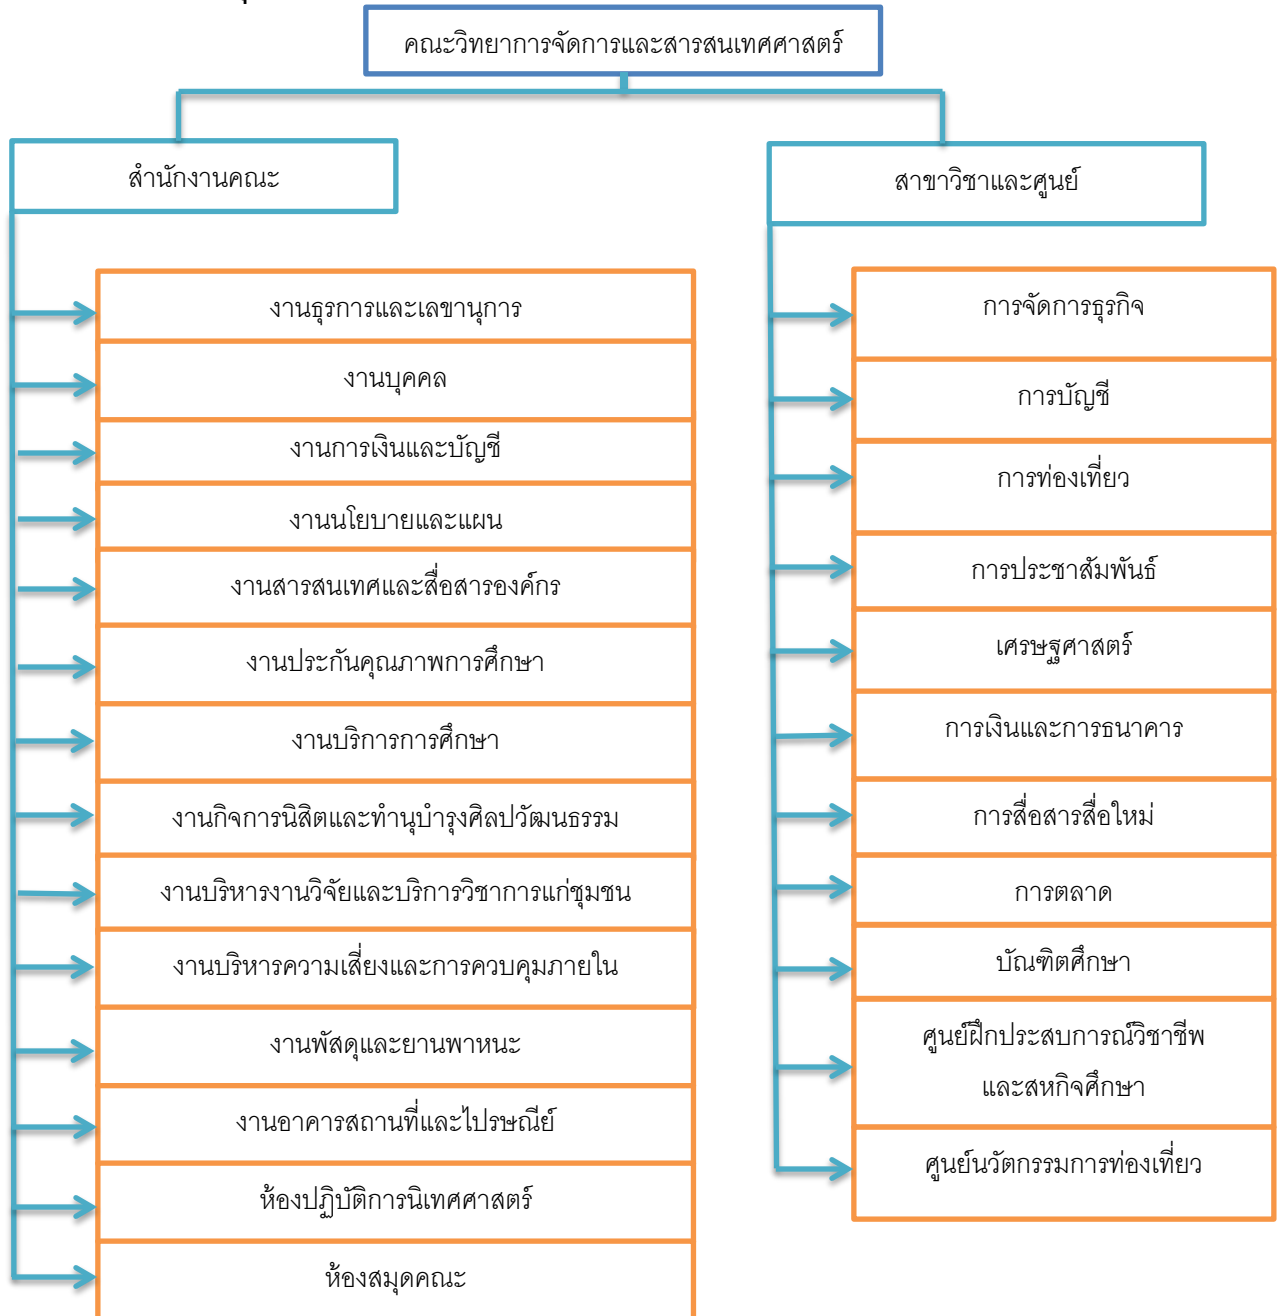 คณะวิทยาการจัดการและสารสนเทศศาสตร์
สำนักงานคณะ
งานธุรการและเลขานุการ
งานบุคคล
งานการเงินและบัญชี
งานนโยบายและแผน
งานสารสนเทศและสื่อสารองค์กร
งานประกันคุณภาพการศึกษา
งานบริการการศึกษา
งานกิจการนิสิตและทำนุบำรุงศิลปวัฒนธรรม
งานบริหารงานวิจัยและบริการวิชาการแก่ชุมชน
งานบริหารความเสี่ยงและการควบคุมภายใน
งานพัสดุและยานพาหนะ
งานอาคารสถานที่และไปรษณีย์
ห้องปฏิบัติการนิเทศศาสตร์
ห้องสมุดคณะ
สาขาวิชาและศูนย์
การจัดการธุรกิจ
การบัญชี
การท่องเที่ยว
การประชาสัมพันธ์
เศรษฐศาสตร์
การเงินและการธนาคาร
การสื่อสารสื่อใหม่
การตลาด
บัณฑิตศึกษา
ศูนย์ฝึกประสบการณ์วิชาชีพ
และสหกิจศึกษา
ศูนย์นวัตกรรมการท่องเที่ยว